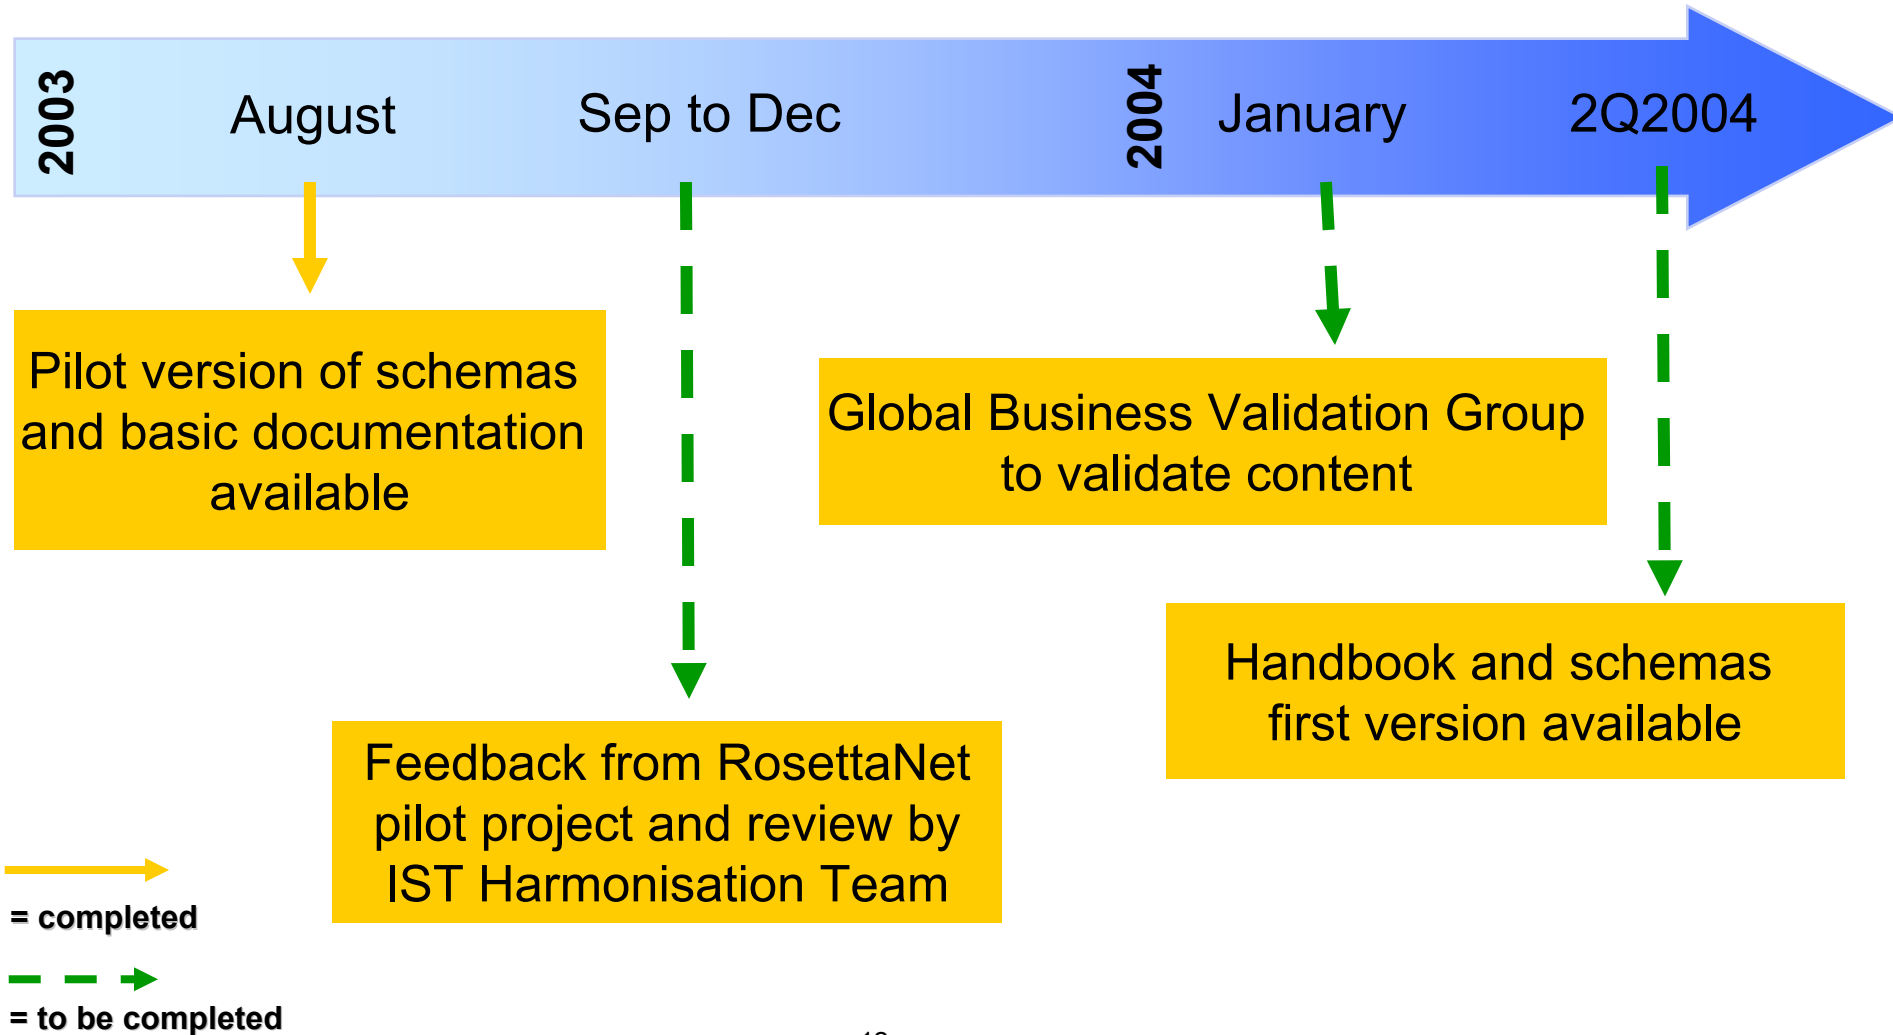 2003
August
Sep to Dec
2004
January
2Q2004
Pilot version of schemas
and basic documentation
available
Global Business Validation Group
to validate content
Handbook and schemas
first version available
Feedback from RosettaNet
pilot project and review by
IST Harmonisation Team
= completed
= to be completed